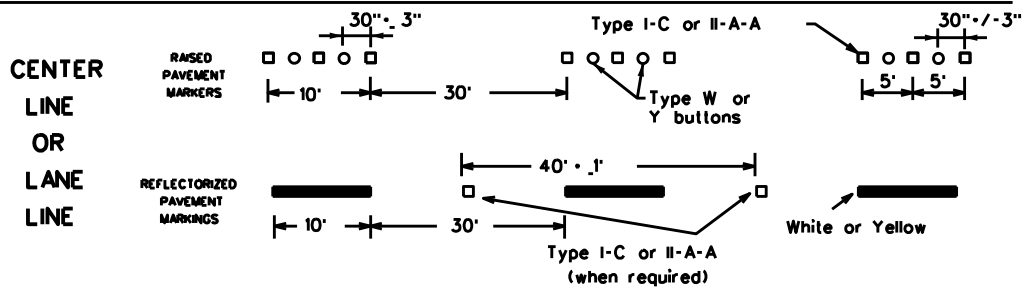 CENTER
LINE
OR
LANE
LINE
RAISED
PAVEMENT
MARKERS
30"·_ 3"
10'
30'
Type I-C or II-A-A
Type W or
Y buttons
30"·/-3"
5'
5'
REFLECTORIZED
PAVEMENT
MARKINGS
10'
30'
40' · _1'
Type I-C or II-A-A
(when required)
White or Yellow